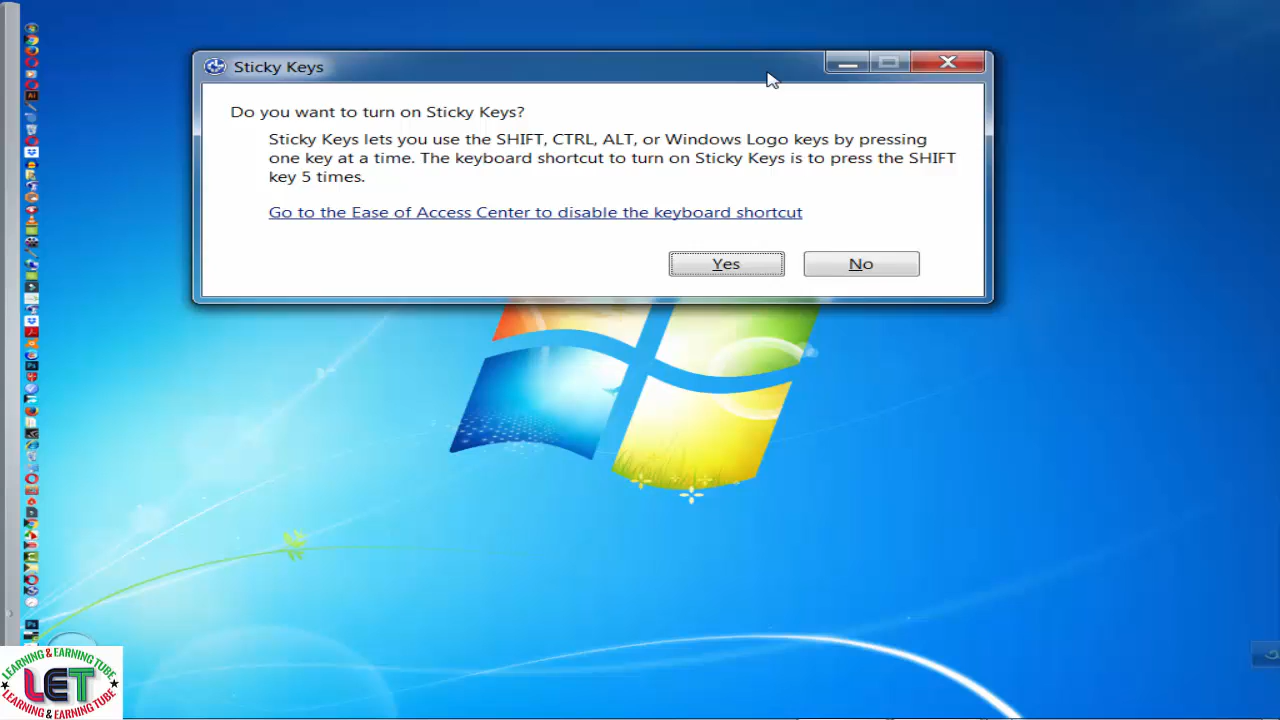 Sticky Keys
Do you want to turn on Sticky Keys?
Sticky Keys lets you use the SHIFT, CTRL, ALT, or Windows Logo keys by pressing
one key at a time. The keyboard shortcut to turn on Sticky Keys is to press the SHIFT
key 5 times.
Go to the Ease of Access Center to disable the keyboard shortcut
Yes No
LEARNING & EARNING TUBE
LET
LEARNING & EARNING TUBE